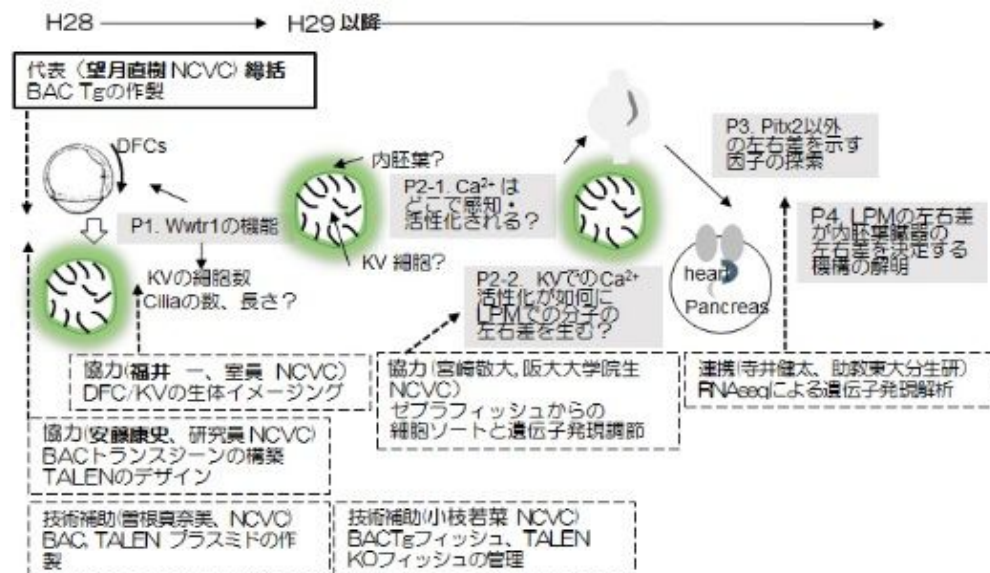 H28
H29 以降
代表（望月直樹 NCVC）総括
BAC Tgの作製
DFCs
P1. Wwtr1の機能
KVの細胞数
Ciliaの数、長さ？
内胚葉？
KV 細胞？
P2-1. Ca²⁺ は
どこで感知・
活性化される？
P2-2. KVでのCa²⁺
活性化が如何に
LPMでの分子の
左右差を生む？
P3. Pitx2以外
の左右差を示す
因子の探索
P4. LPMの左右差
が内胚葉臓器の
左右差を決定する
機構の解明
heart
Pancreas
協力(福井 一、室員 NCVC)
DFC/KVの生体イメージング
協力(宮崎敬大, 阪大大学院生
NCVC)
ゼブラフィッシュからの
細胞ソートと遺伝子発現調節
連携(寺井健太、助教東大分生研)
RNAseqによる遺伝子発現解析
協力(安藤康史、研究員 NCVC)
BACトランスジーンの構築
TALENのデザイン
技術補助(曽根真奈美、NCVC)
BAC, TALEN プラスミドの作
製
技術補助(小枝若菜 NCVC)
BACTgフィッシュ、TALEN
KOフィッシュの管理